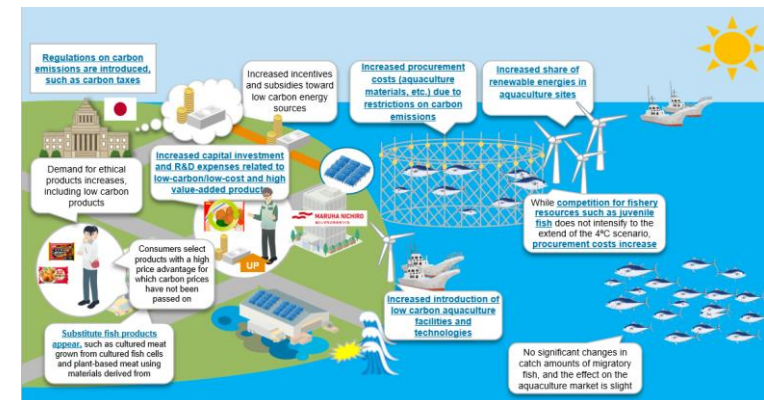 Regulations on carbon
emissions are introduced,
such as carbon taxes
Increased incentives
and subsidies toward
low carbon energy
sources
Increased procurement
costs (aquaculture
materials, etc.) due to
restrictions on carbon
emissions
Increased share of
renewable energies in
aquaculture sites
Demand for ethical
products increases,
including low carbon
products
Increased capital investment
and R&D expenses related to
low-carbon/low-cost and high
value-added product
MARUHA NICHIRO
While competition for fishery
resources such as juvenile
fish does not intensify to the
extend of the 4ºC scenario,
procurement costs increase
Consumers select
products with a high
price advantage for
which carbon prices
have not been
passed on
UP
Increased introduction of
low carbon aquaculture
facilities and
technologies
Substitute fish products
appear, such as cultured meat
grown from cultured fish cells
and plant-based meat using
materials derived from
No significant changes in
catch amounts of migratory
fish, and the effect on the
aquaculture market is slight